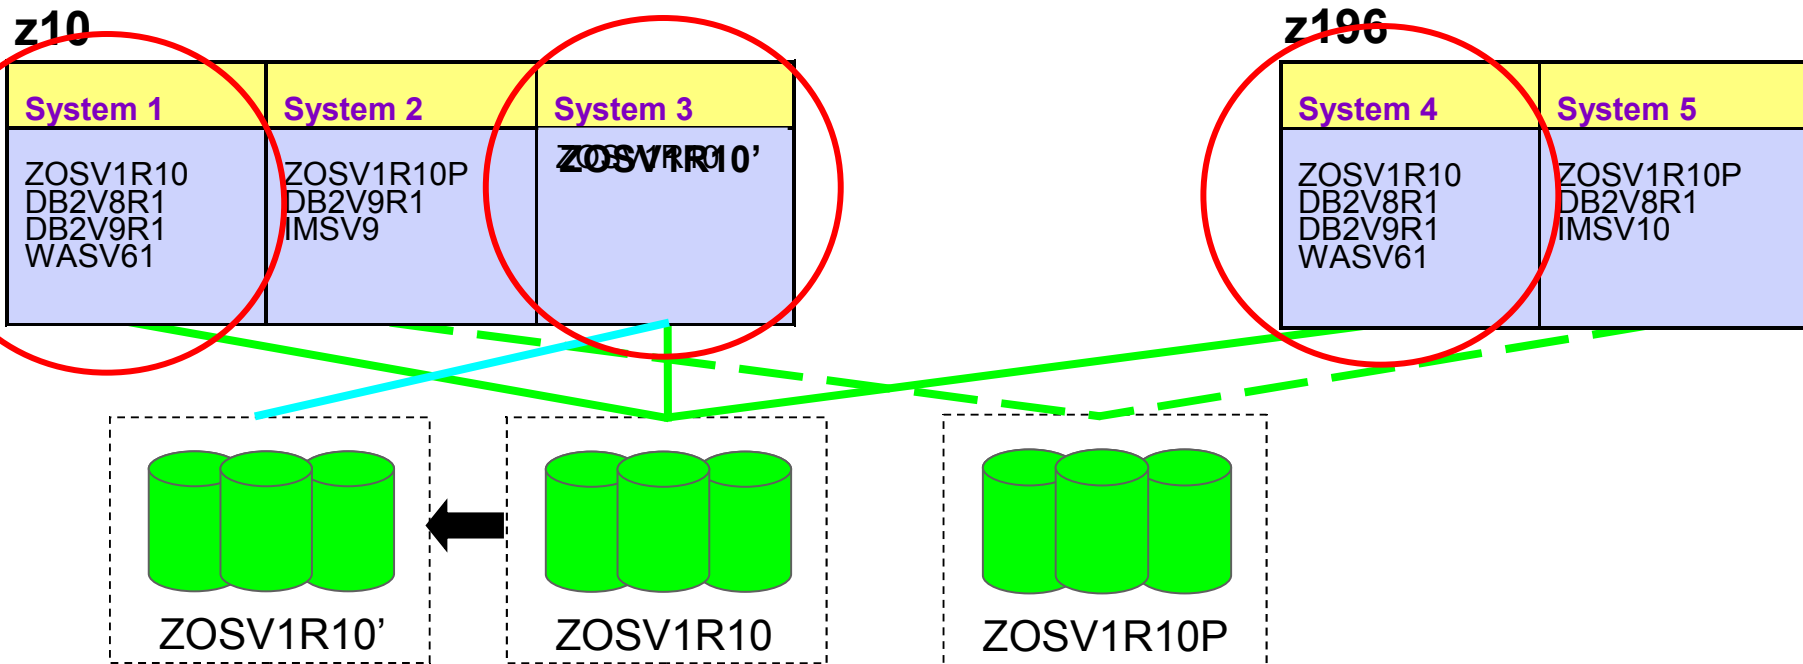 z10
z196
System 1
System 2
System 3
System 4
System 5
ZOSV1R10
DB2V8R1
DB2V9R1
WASV61
ZOSV1R10P
DB2V9R1
IMSV9
ZOSV1R10’
ZOSV1R10
DB2V8R1
DB2V9R1
WASV61
ZOSV1R10P
DB2V8R1
IMSV10
ZOSV1R10’
ZOSV1R10
ZOSV1R10P